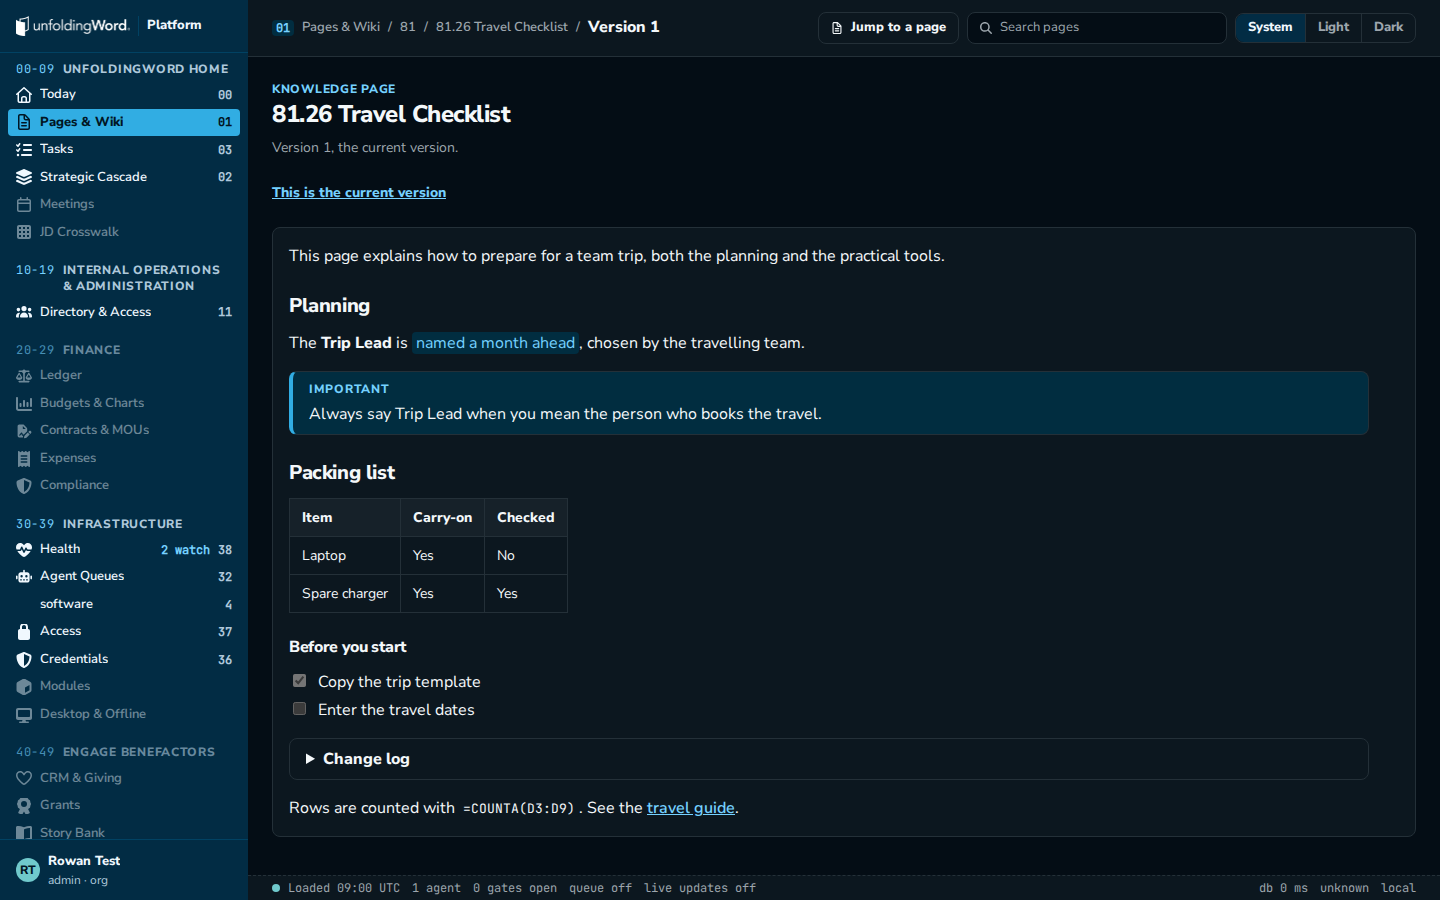 unfoldingWord. Platform
00-09 UNFOLDINGWORD HOME
Today 00
Pages & Wiki 01
Tasks 03
Strategic Cascade 02
Meetings
JD Crosswalk
10-19 INTERNAL OPERATIONS
& ADMINISTRATION
Directory & Access 11
20-29 FINANCE
Ledger
Budgets & Charts
Contracts & MOUs
Expenses
Compliance
30-39 INFRASTRUCTURE
Health 2 watch 38
Agent Queues 32
software 4
Access 37
Credentials 36
Modules
Desktop & Offline
40-49 ENGAGE BENEFACTORS
CRM & Giving
Grants
Story Bank
RT Rowan Test
admin · org
01 Pages & Wiki / 81 / 81.26 Travel Checklist / Version 1
Jump to a page
Search pages
System Light Dark
KNOWLEDGE PAGE
81.26 Travel Checklist
Version 1, the current version.
This is the current version
This page explains how to prepare for a team trip, both the planning and the practical tools.
Planning
The Trip Lead is named a month ahead, chosen by the travelling team.
IMPORTANT
Always say Trip Lead when you mean the person who books the travel.
Packing list
Item Carry-on Checked
Laptop Yes No
Spare charger Yes Yes
Before you start
Copy the trip template
Enter the travel dates
Change log
Rows are counted with =COUNTA(D3:D9). See the travel guide.
Loaded 09:00 UTC 1 agent 0 gates open queue off live updates off
db 0 ms unknown local